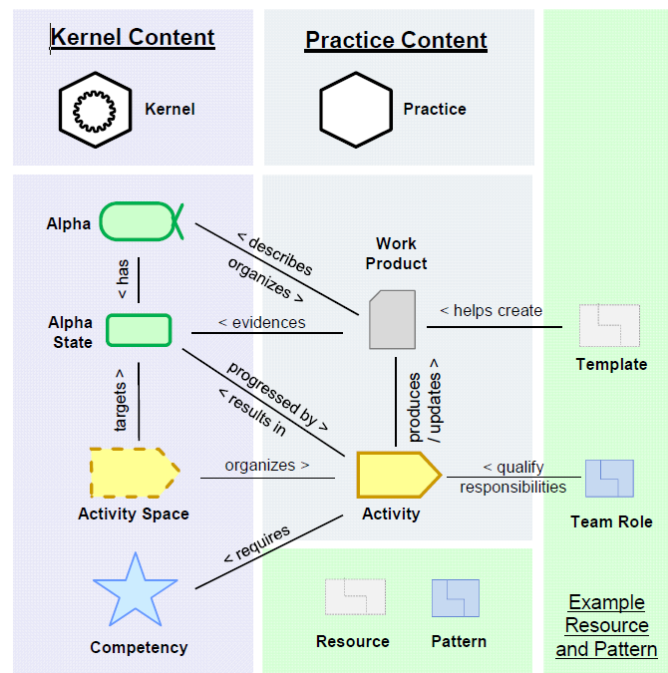 Kernel Content
Practice Content
Kernel
Practice
Alpha
< describes
organizes >
Work
Product
< has
Alpha
State
< evidences
< helps create
Template
targets >
progressed by >
< results in
produces
/ updates >
organizes >
< qualify
responsibilities
Activity Space
Activity
Team Role
< requires
Competency
Resource
Pattern
Example
Resource
and Pattern